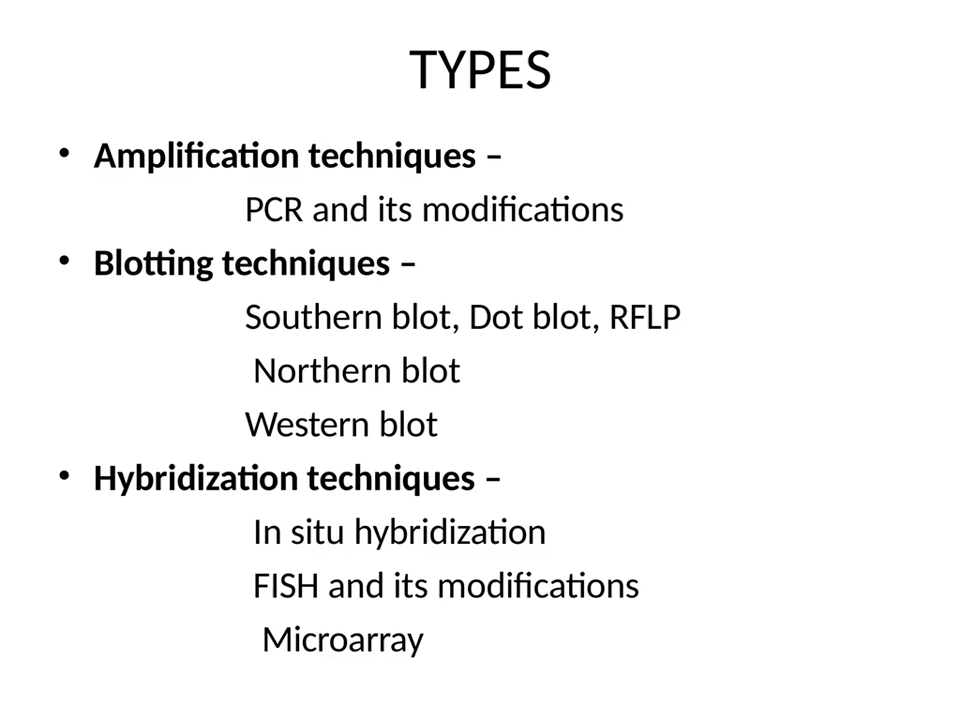 TYPES
• Amplification techniques –
PCR and its modifications
• Blotting techniques –
Southern blot, Dot blot, RFLP
Northern blot
Western blot
• Hybridization techniques –
In situ hybridization
FISH and its modifications
Microarray